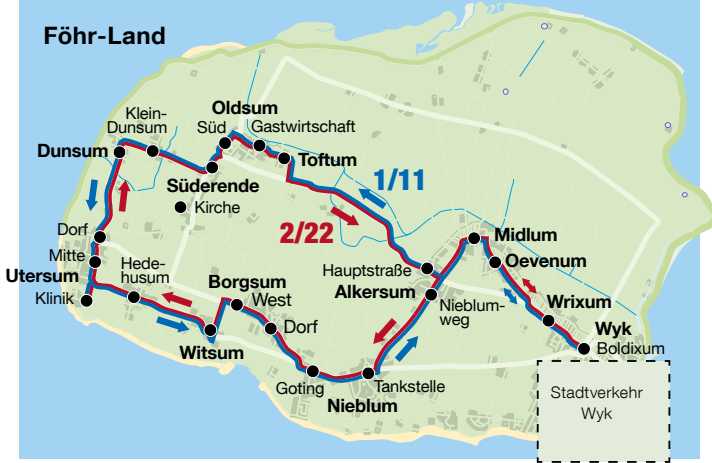 Föhr-Land
Oldsum
Klein-
Dunsum
Süd
Gastwirtschaft
Dunsum
Toftum
Süderende
Kirche
1/11
2/22
Dorf
Mitte
Utersum
Klinik
Hede-
husum
Borgsum
West
Dorf
Witsum
Goting
Nieblum
Tankstelle
Hauptstraße
Alkersum
Nieblum-
weg
Midlum
Oevenum
Wrixum
Wyk
Boldixum
Stadtverkehr
Wyk